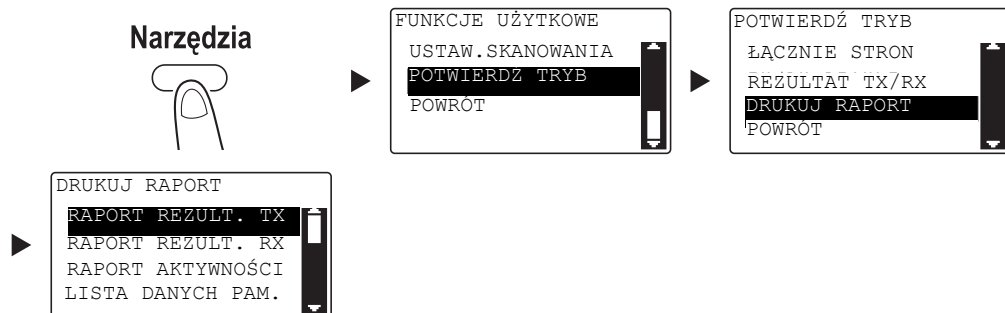 Narzędzia
FUNKCJE UŻYTKOWE
USTAW.SKANOWANIA
POTWIERDZ TRYB
POWRÓT
POTWIERDŹ TRYB
ŁĄCZNIE STRON
REZULTAT TX/RX
DRUKUJ RAPORT
POWRÓT
DRUKUJ RAPORT
RAPORT REZULT. TX
RAPORT REZULT. RX
RAPORT AKTYWNOŚCI
LISTA DANYCH PAM.